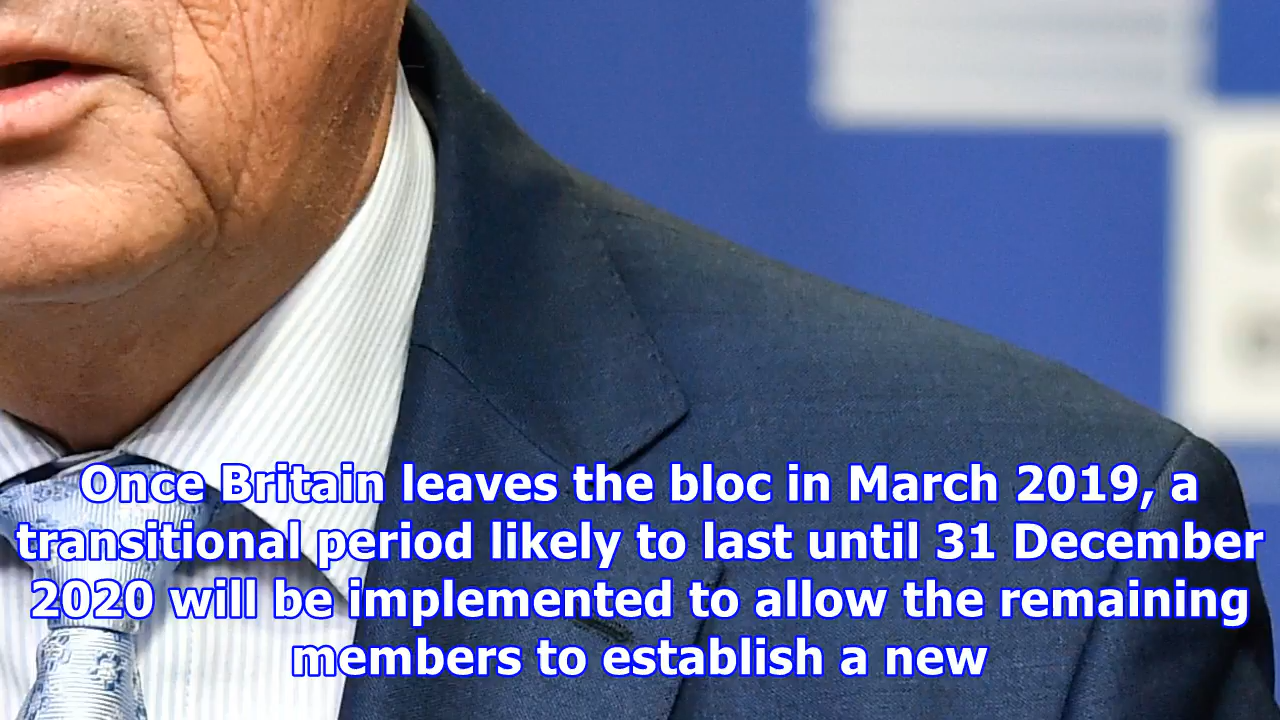 Once Britain leaves the bloc in March 2019, a
transitional period likely to last until 31 December
2020 will be implemented to allow the remaining
members to establish a new